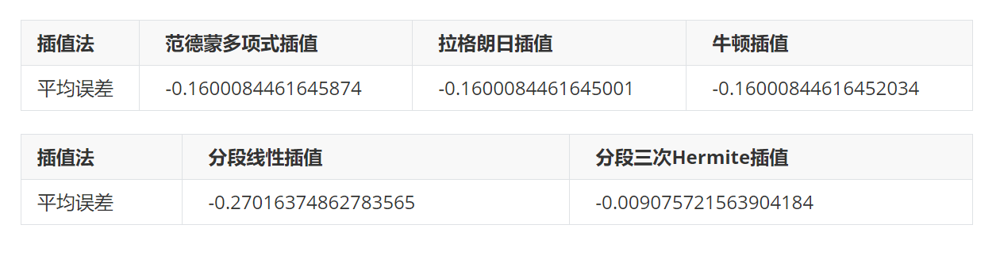 插值法 范德蒙多项式插值 拉格朗日插值 牛顿插值
平均误差 -0.1600084461645874 -0.1600084461645001 -0.16000844616452034
插值法 分段线性插值 分段三次Hermite插值
平均误差 -0.27016374862783565 -0.009075721563904184